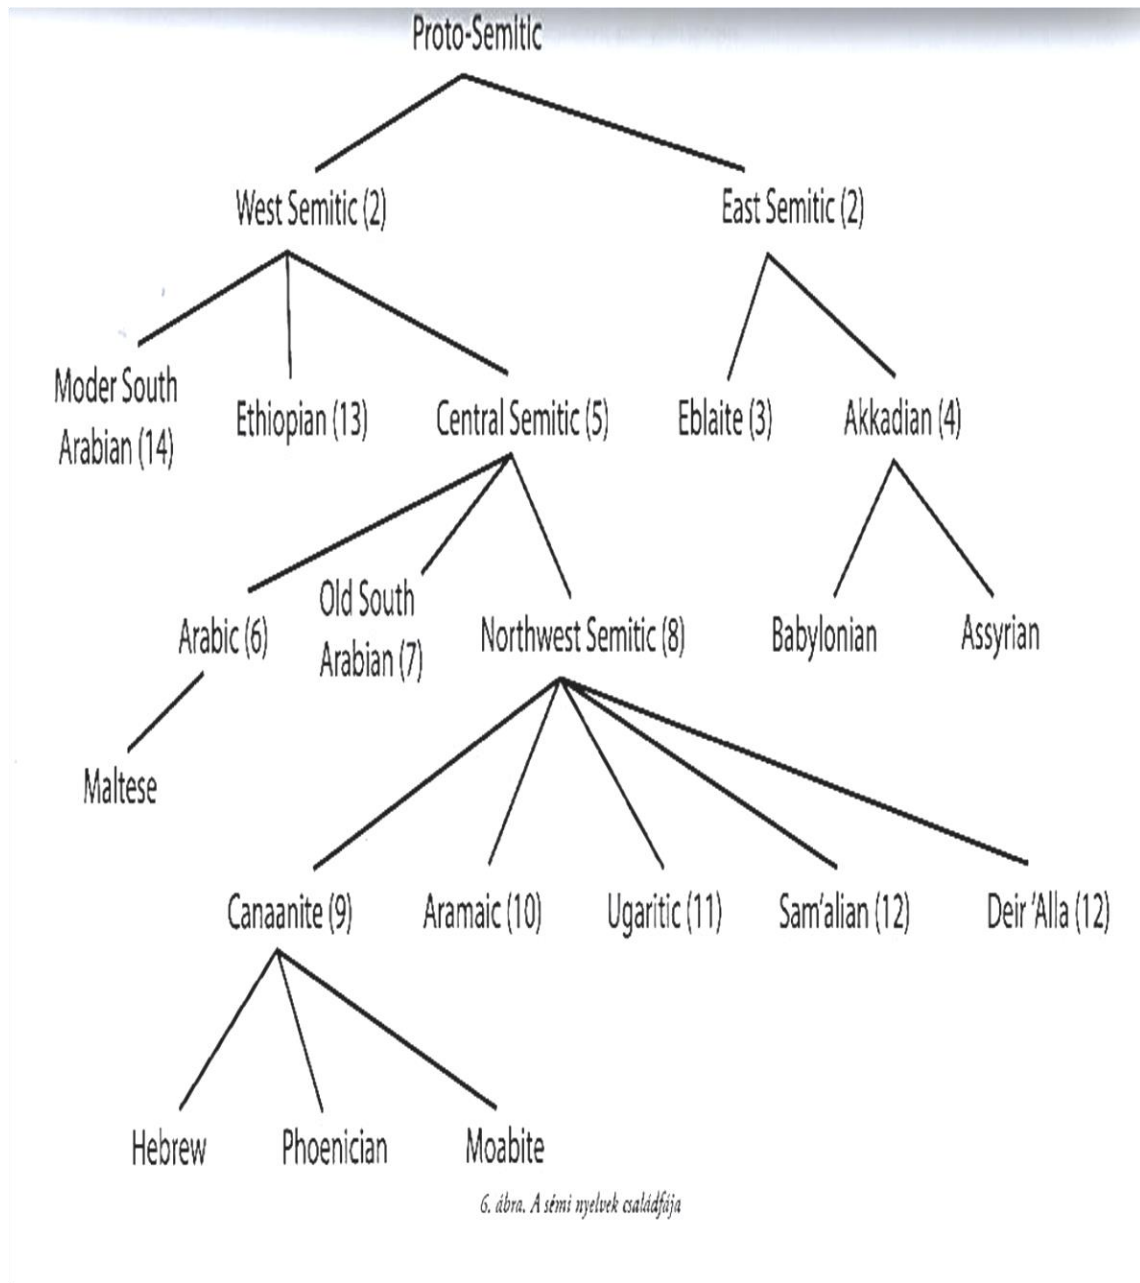 Proto-Semitic
West Semitic (2)
East Semitic (2)
Moder South
Arabian (14)
Ethiopian (13)
Central Semitic (5)
Eblaite (3)
Akkadian (4)
Arabic (6)
Old South
Arabian (7)
Northwest Semitic (8)
Babylonian
Assyrian
Maltese
Canaanite (9)
Aramaic (10)
Ugaritic (11)
Sam'alian (12)
Deir 'Alla (12)
Hebrew
Phoenician
Moabite
6. ábra. A sémi nyelvek családfája